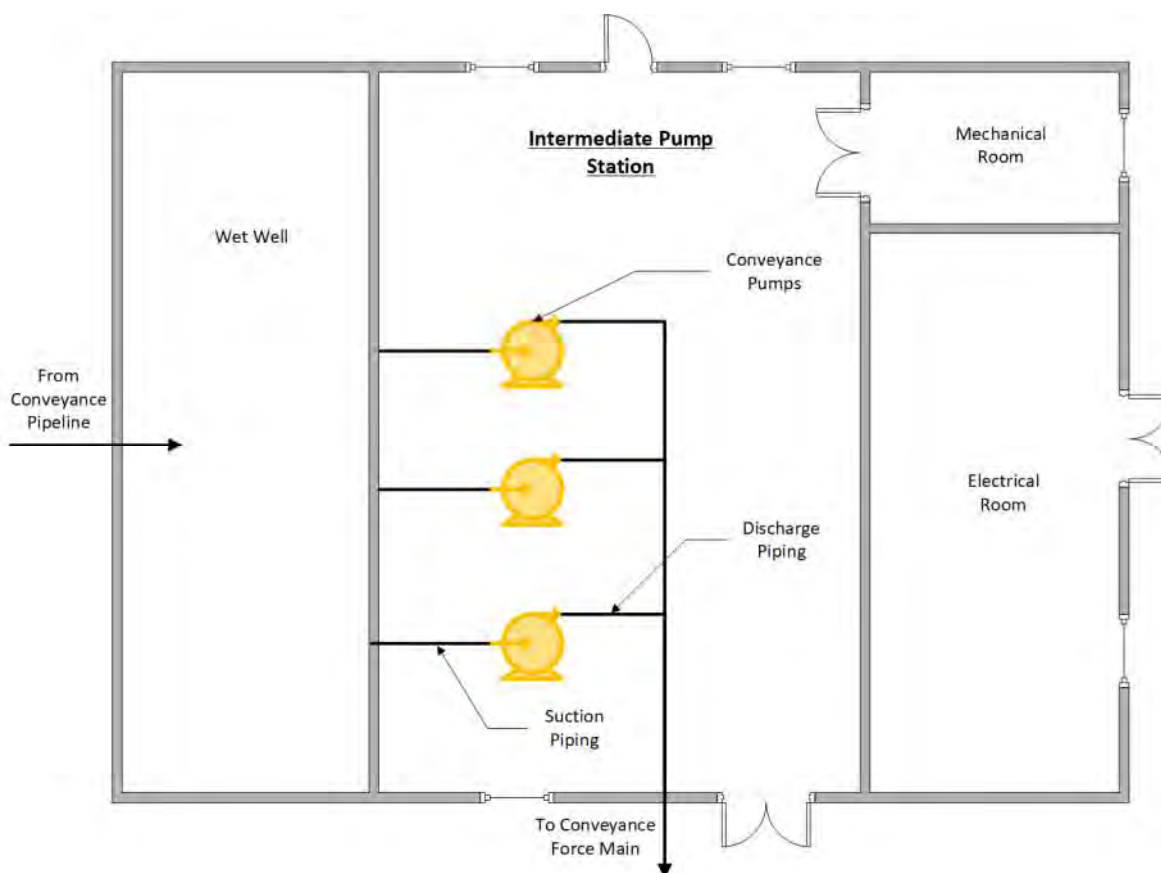 Intermediate Pump
Station
Mechanical
Room
Wet Well
Conveyance
Pumps
From
Conveyance
Pipeline
Electrical
Room
Discharge
Piping
Suction
Piping
To Conveyance
Force Main